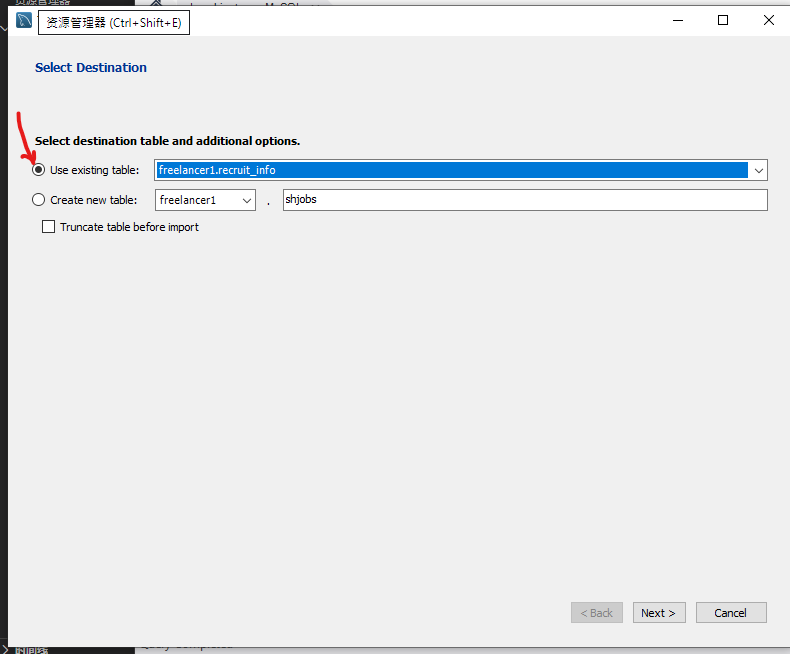 资源管理器 (Ctrl+Shift+E)
Select Destination
Select destination table and additional options.
Use existing table: freelancer1.recruit_info
Create new table: freelancer1 . shjobs
Truncate table before import
< Back Next > Cancel